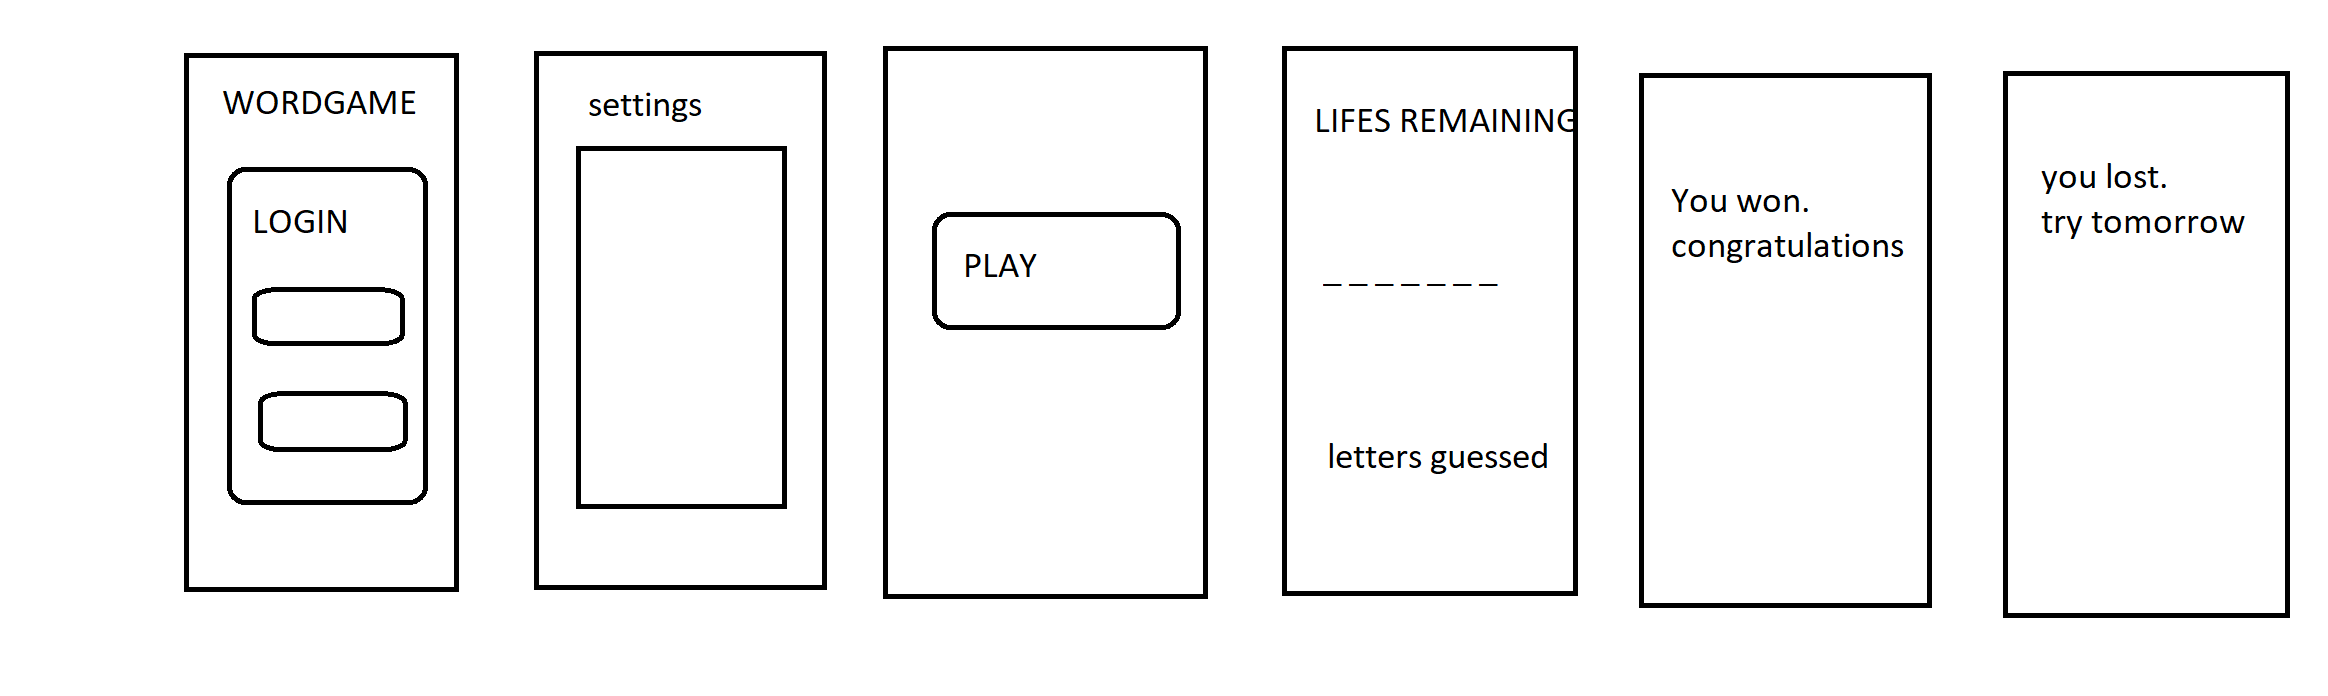 WORDGAME
LOGIN
settings
PLAY
LIFES REMAINING
_ _ _ _ _ _ _
letters guessed
You won.
congratulations
you lost.
try tomorrow